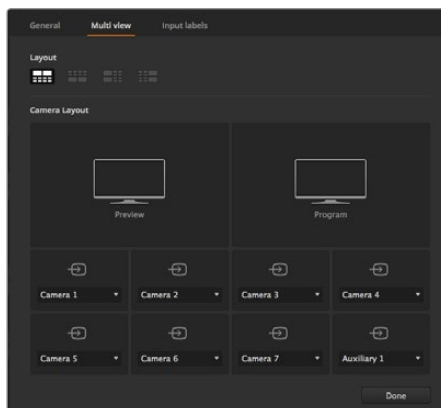 General Multi view Input labels
Layout
Camera Layout
Preview Program
Camera 1 Camera 2 Camera 3 Camera 4
Camera 5 Camera 6 Camera 7 Auxiliary 1
Done